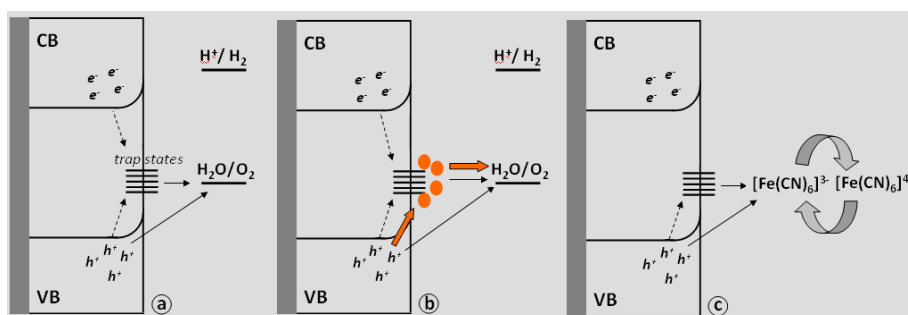 CB
H⁺/ H₂
e⁻ e⁻
e⁻ e⁻
trap states
H₂O/O₂
h⁺
h⁺ h⁺
h⁺
VB
a
CB
H⁺/ H₂
e⁻ e⁻
e⁻ e⁻
H₂O/O₂
h⁺
h⁺ h⁺
h⁺
VB
b
CB
e⁻ e⁻
e⁻ e⁻
[Fe(CN)₆]³⁻ [Fe(CN)₆]⁴
h⁺
h⁺ h⁺
h⁺
VB
c